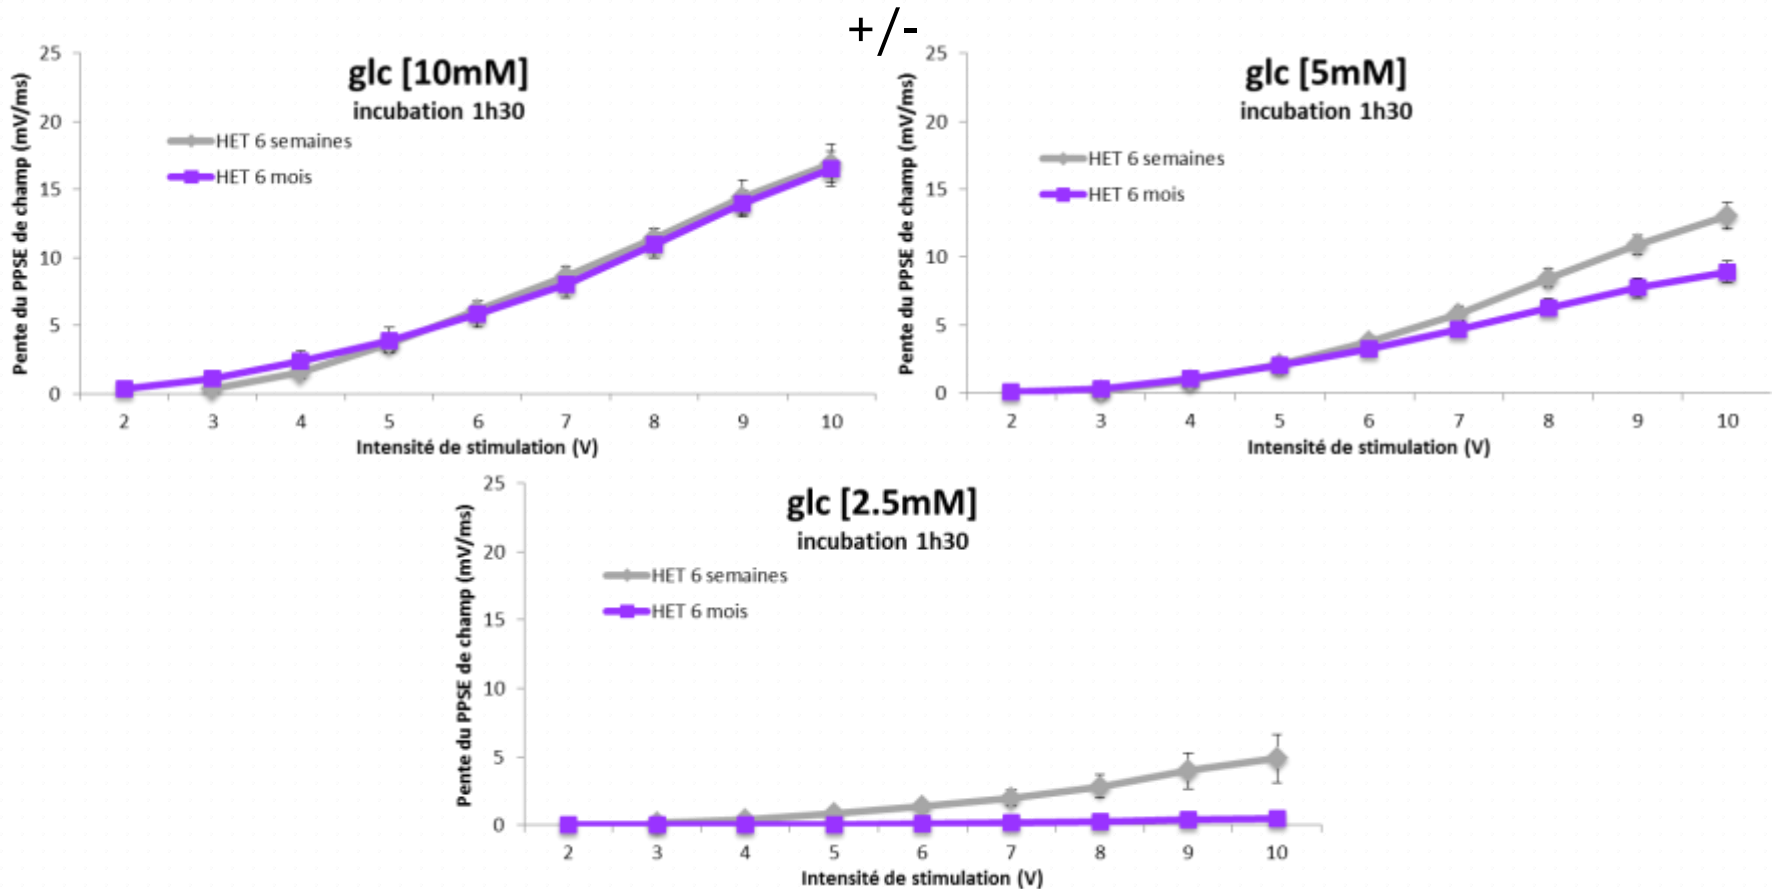 +/-
glc [10mM]
incubation 1h30
HET 6 semaines
HET 6 mois
Pente du PPSE de champ (mV/ms)
25
20
15
10
5
0
2 3 4 5 6 7 8 9 10
Intensité de stimulation (V)
glc [5mM]
incubation 1h30
HET 6 semaines
HET 6 mois
Pente du PPSE de champ (mV/ms)
25
20
15
10
5
0
2 3 4 5 6 7 8 9 10
Intensité de stimulation (V)
glc [2.5mM]
incubation 1h30
HET 6 semaines
HET 6 mois
Pente du PPSE de champ (mV/ms)
25
20
15
10
5
0
2 3 4 5 6 7 8 9 10
Intensité de stimulation (V)